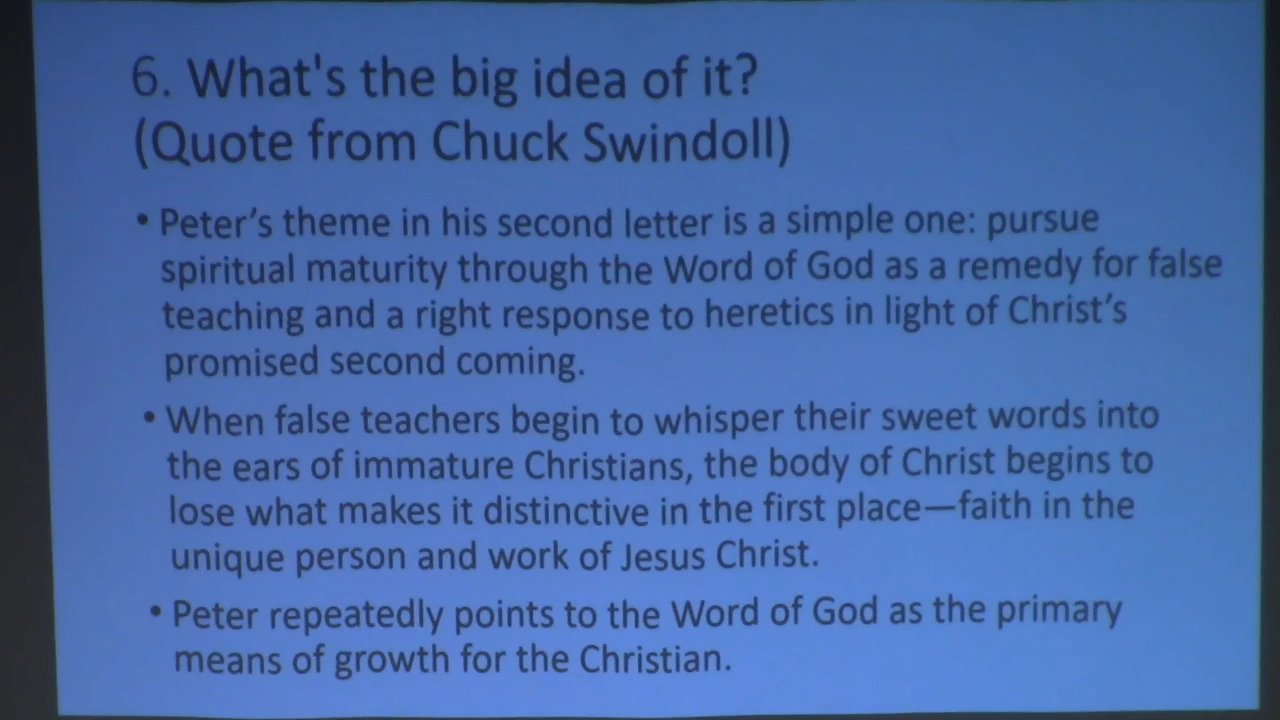 6. What's the big idea of it?
(Quote from Chuck Swindoll)
• Peter’s theme in his second letter is a simple one: pursue
spiritual maturity through the Word of God as a remedy for false
teaching and a right response to heretics in light of Christ’s
promised second coming.
• When false teachers begin to whisper their sweet words into
the ears of immature Christians, the body of Christ begins to
lose what makes it distinctive in the first place—faith in the
unique person and work of Jesus Christ.
• Peter repeatedly points to the Word of God as the primary
means of growth for the Christian.